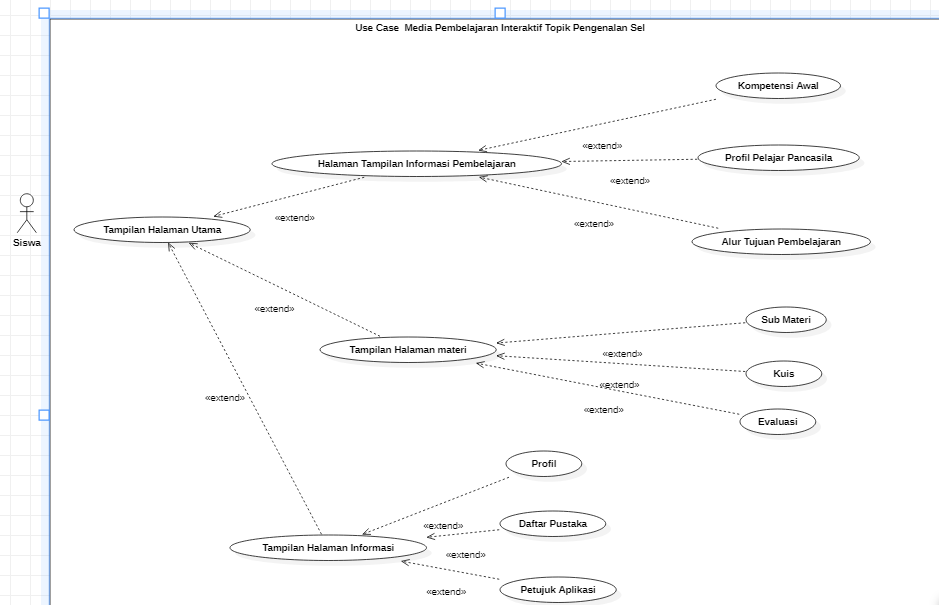 Use Case  Media Pembelajaran Interaktif Topik Pengenalan Sel
Kompetensi Awal
«extend»
Halaman Tampilan Informasi Pembelajaran
Profil Pelajar Pancasila
«extend»
«extend»
«extend»
Siswa
Tampilan Halaman Utama
Alur Tujuan Pembelajaran
«extend»
Sub Materi
Tampilan Halaman materi
«extend»
Kuis
«extend»
«extend»
«extend»
Evaluasi
Profil
«extend»
Daftar Pustaka
Tampilan Halaman Informasi
«extend»
«extend»
Petujuk Aplikasi